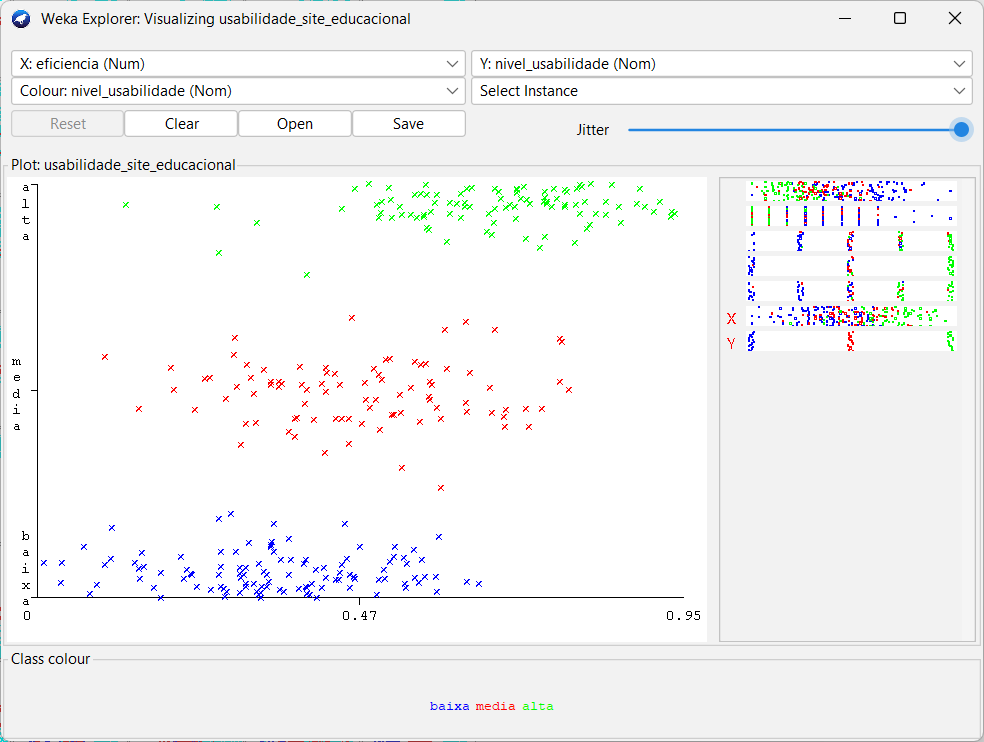 Weka Explorer: Visualizing usabilidade_site_educacional
X: eficiencia (Num)
Y: nivel_usabilidade (Nom)
Colour: nivel_usabilidade (Nom)
Select Instance
Reset
Clear
Open
Save
Jitter
Plot: usabilidade_site_educacional
alta
media
baixa
0
0.47
0.95
X
Y
Class colour
baixa media alta